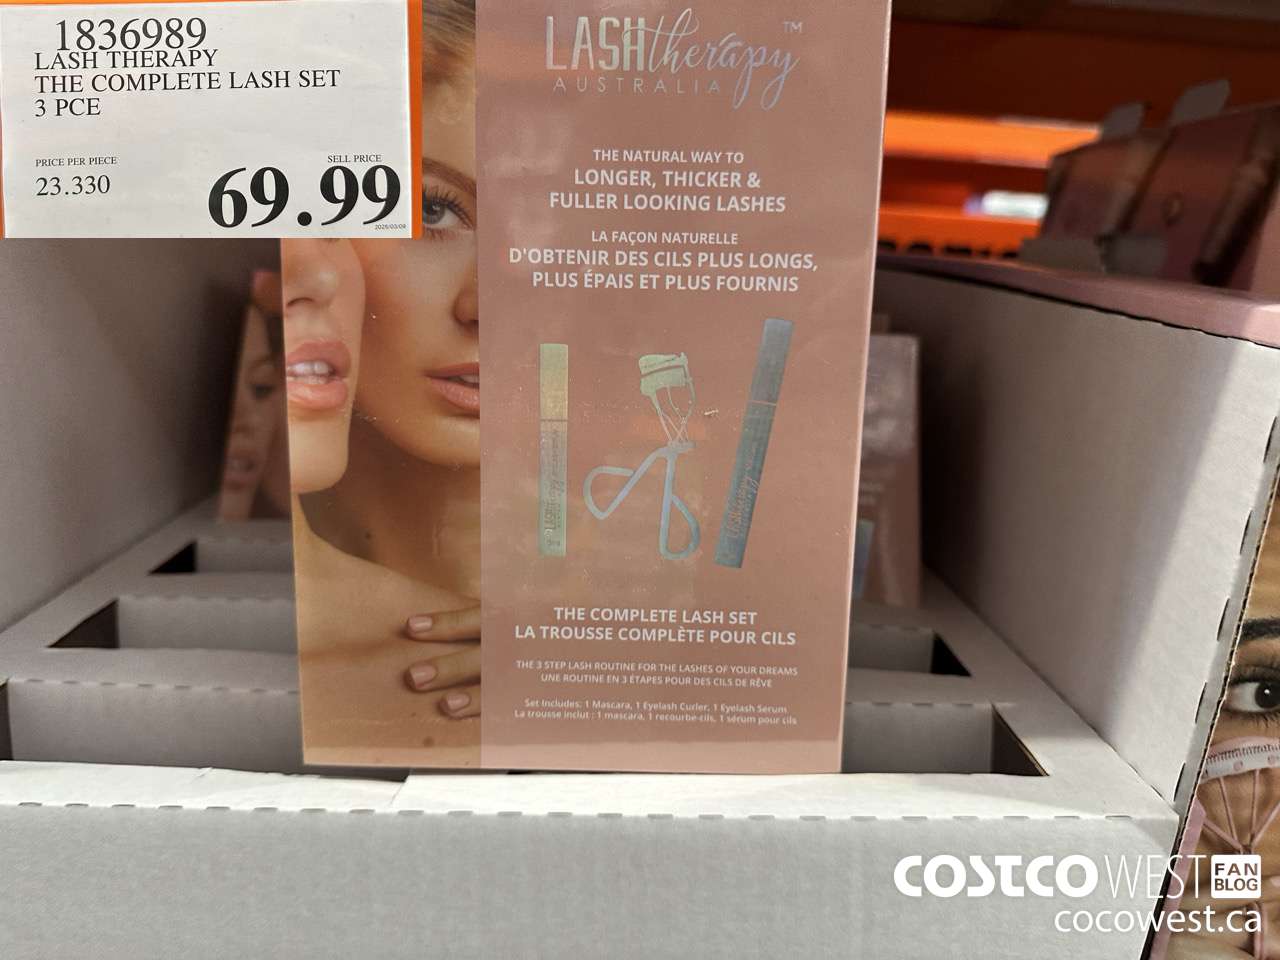 1836989
LASH THERAPY
THE COMPLETE LASH SET
3 PCE
PRICE PER PIECE
23.330
SELL PRICE
69.99
LASHtherapy™
AUSTRALIA
THE NATURAL WAY TO
LONGER, THICKER &
FULLER LOOKING LASHES
LA FAÇON NATURELLE
D'OBTENIR DES CILS PLUS LONGS,
PLUS ÉPAIS ET PLUS FOURNIS
THE COMPLETE LASH SET
LA TROUSSE COMPLÈTE POUR CILS
THE 3 STEP LASH ROUTINE FOR THE LASHES OF YOUR DREAMS
UNE ROUTINE EN 3 ÉTAPES POUR DES CILS DE RÊVE
Set Includes: 1 Mascara, 1 Eyelash Curler, 1 Eyelash Serum
La trousse inclut : 1 mascara, 1 recourbe-cils, 1 sérum pour cils
COSTCO WEST FAN BLOG
cocowest.ca